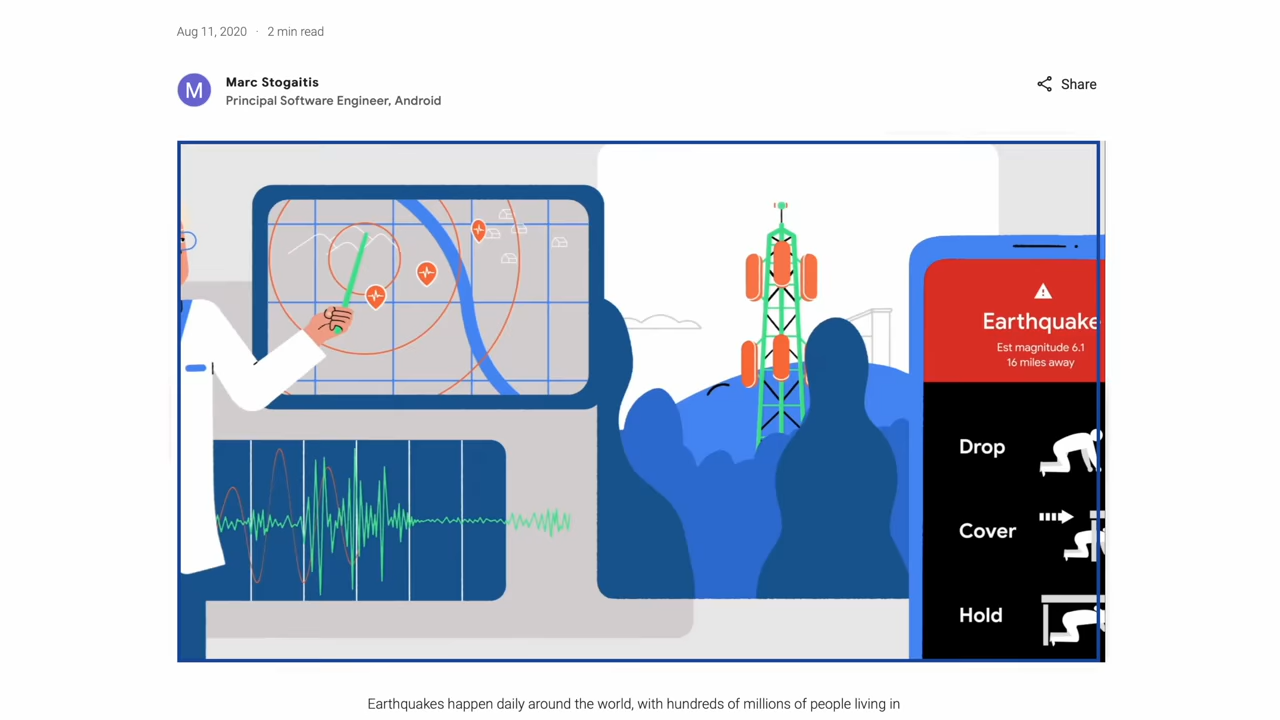 Aug 11, 2020 · 2 min read
M
Marc Stogaitis
Principal Software Engineer, Android
Share
Earthquake
Est magnitude 6.1
16 miles away
Drop
Cover
Hold
Earthquakes happen daily around the world, with hundreds of millions of people living in